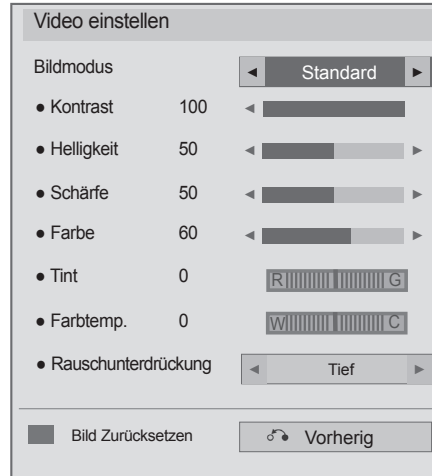 Video einstellen
Bildmodus ◄ Standard ►
● Kontrast 100 ◄
● Helligkeit 50 ◄ ►
● Schärfe 50 ◄ ►
● Farbe 60 ◄ ►
● Tint 0 R G
● Farbtemp. 0 W C
● Rauschunterdrückung ◄ Tief ►
Bild Zurücksetzen Vorherig